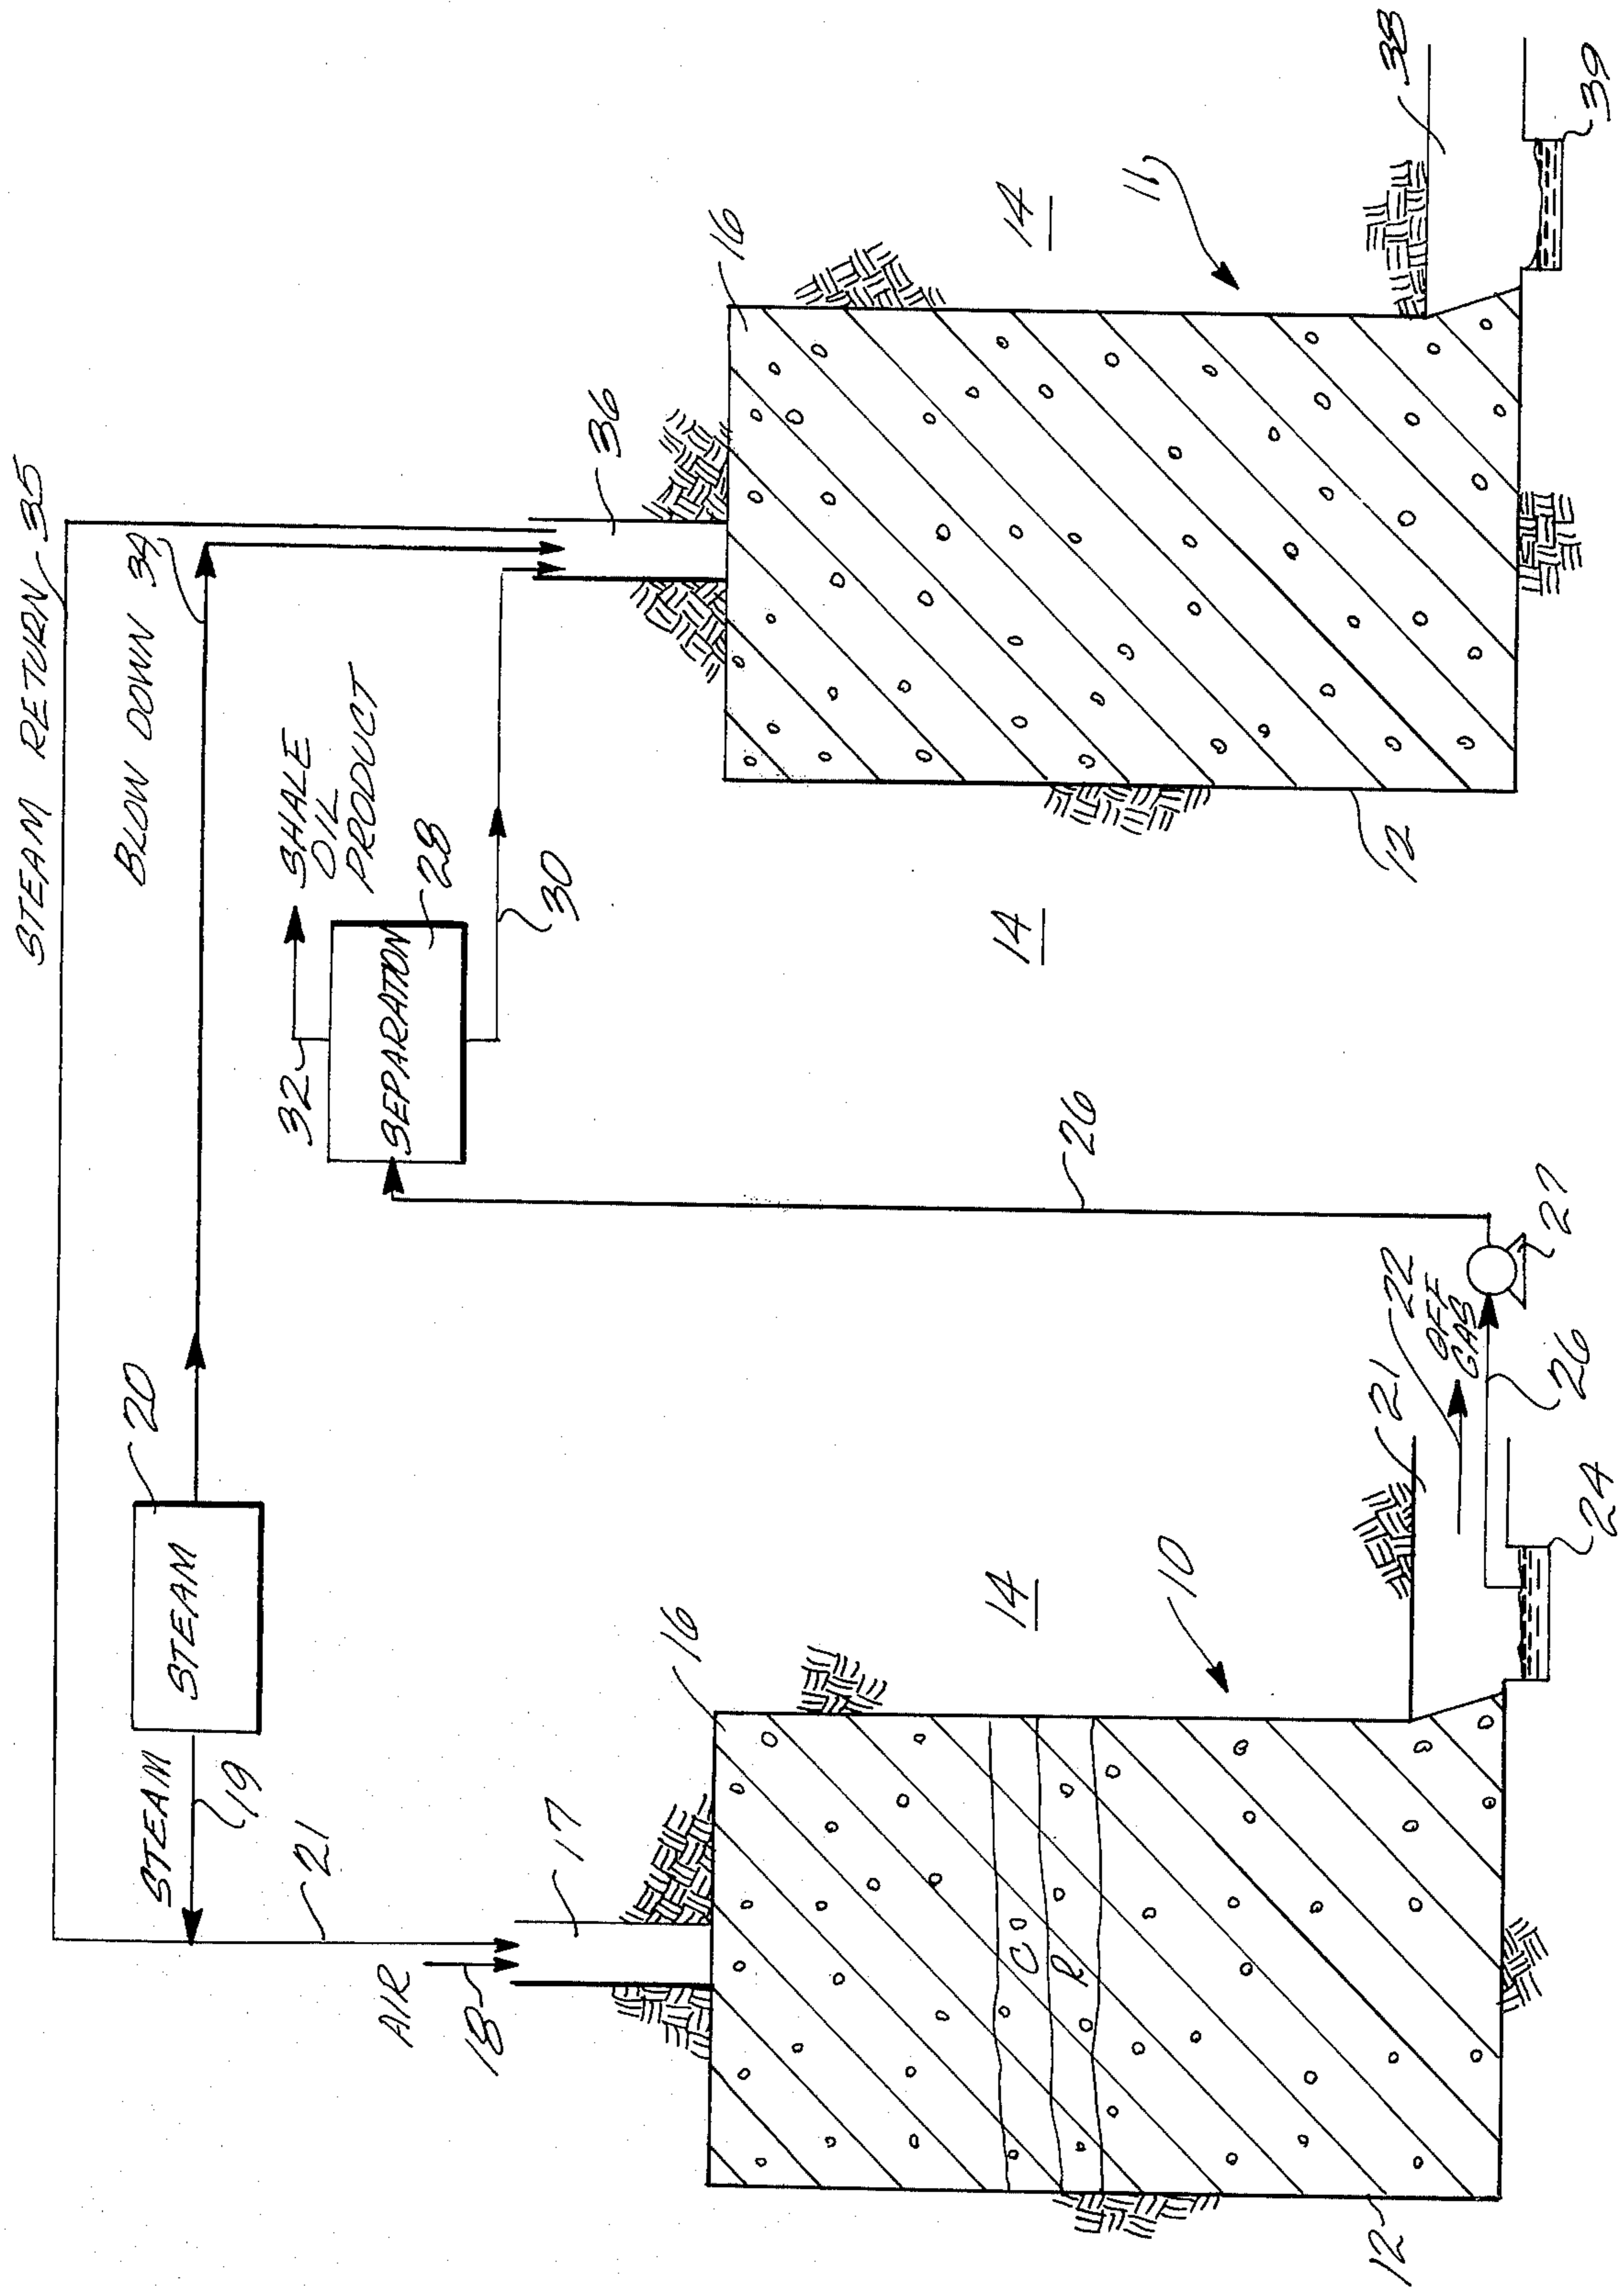 STEAM RETURN 35
BLOW DOWN 34
20
STEAM
STEAM
19
SHALE
OIL
PRODUCT
32
21
SEPARATION
28
AIR
18
30
17
36
16
16
14
14
14
C
R
26
10
11
12
21
22
12
38
OFF
GAS
26
27
24
39